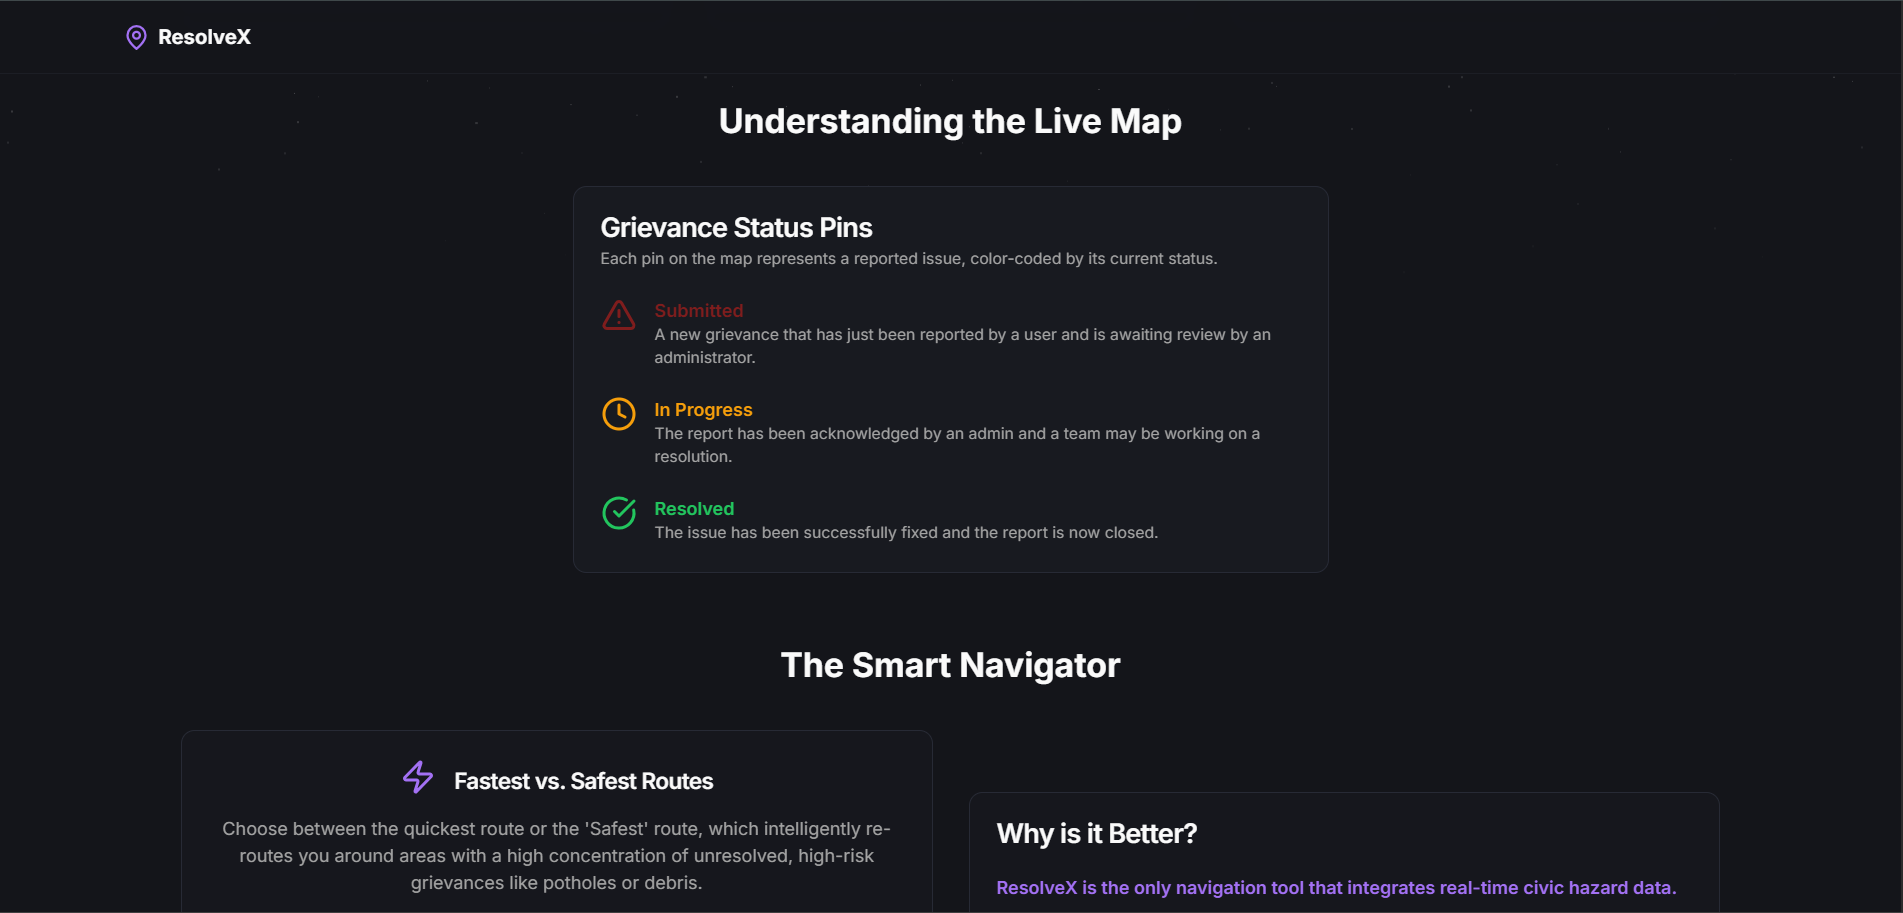 ResolveX
Understanding the Live Map
Grievance Status Pins
Each pin on the map represents a reported issue, color-coded by its current status.
Submitted
A new grievance that has just been reported by a user and is awaiting review by an
administrator.
In Progress
The report has been acknowledged by an admin and a team may be working on a
resolution.
Resolved
The issue has been successfully fixed and the report is now closed.
The Smart Navigator
Fastest vs. Safest Routes
Choose between the quickest route or the 'Safest' route, which intelligently re-
routes you around areas with a high concentration of unresolved, high-risk
grievances like potholes or debris.
Why is it Better?
ResolveX is the only navigation tool that integrates real-time civic hazard data.